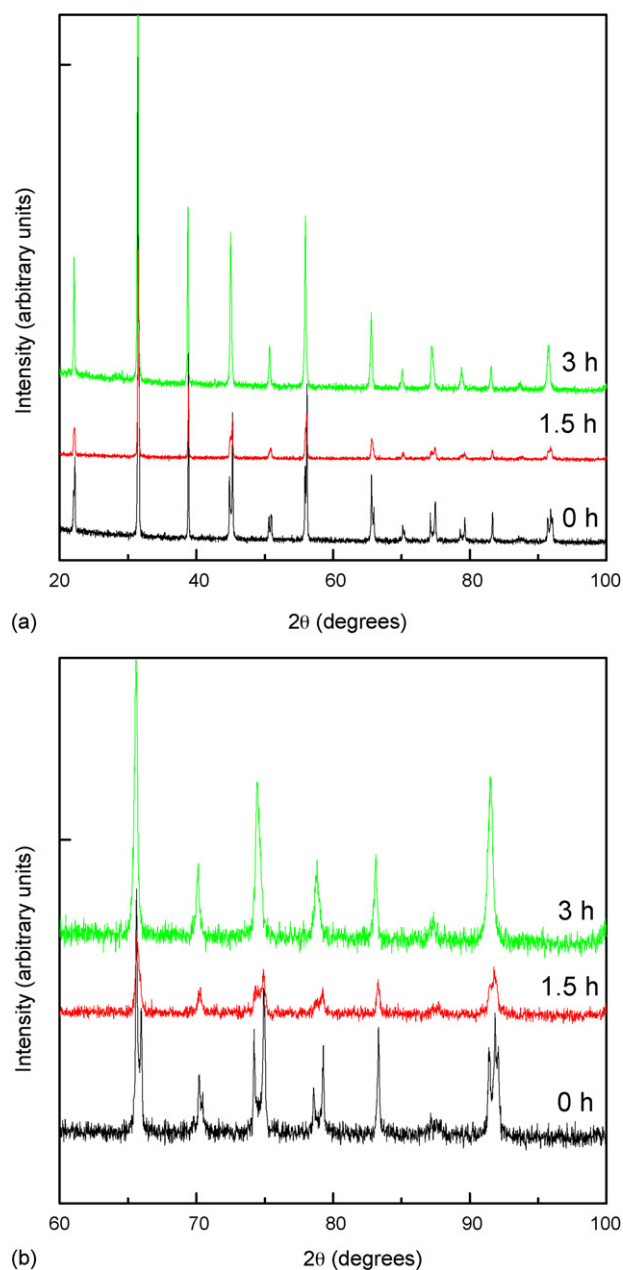 Intensity (arbitrary units)
3 h
1.5 h
0 h
20 40 60 80 100
(a) 2θ (degrees)
Intensity (arbitrary units)
3 h
1.5 h
0 h
60 70 80 90 100
(b) 2θ (degrees)